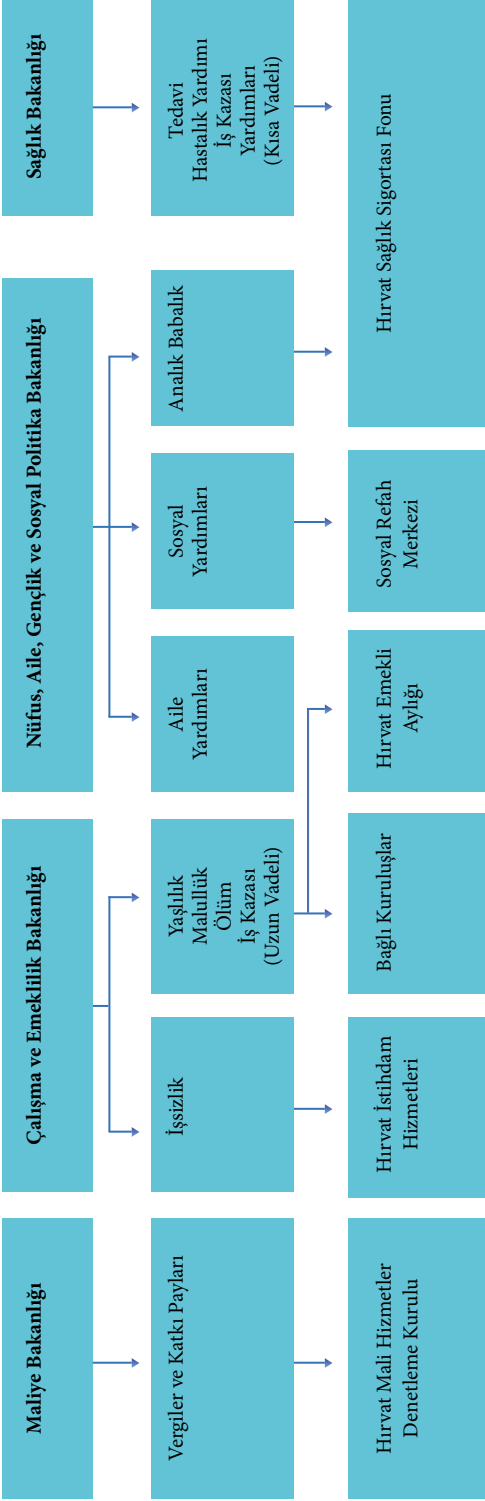 Maliye Bakanlığı
Çalışma ve Emeklilik Bakanlığı
Nüfus, Aile, Gençlik ve Sosyal Politika Bakanlığı
Sağlık Bakanlığı
Vergiler ve Katkı Payları
İşsizlik
Yaşlılık
Malullük
Ölüm
İş Kazası
(Uzun Vadeli)
Aile
Yardımları
Sosyal
Yardımları
Analık Babalık
Tedavi
Hastalık Yardımı
İş Kazası
Yardımları
(Kısa Vadeli)
Hırvat Mali Hizmetler
Denetleme Kurulu
Hırvat İstihdam
Hizmetleri
Bağlı Kuruluşlar
Hırvat Emekli
Aylığı
Sosyal Refah
Merkezi
Hırvat Sağlık Sigortası Fonu